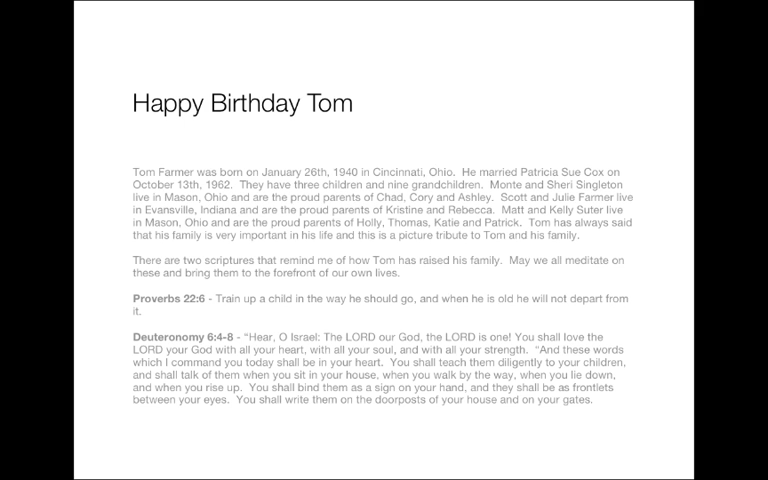 Happy Birthday Tom
Tom Farmer was born on January 26th, 1940 in Cincinnati, Ohio.  He married Patricia Sue Cox on
October 13th, 1962.  They have three children and nine grandchildren.  Monte and Sheri Singleton
live in Mason, Ohio and are the proud parents of Chad, Cory and Ashley.  Scott and Julie Farmer live
in Evansville, Indiana and are the proud parents of Kristine and Rebecca.  Matt and Kelly Suter live
in Mason, Ohio and are the proud parents of Holly, Thomas, Katie and Patrick.  Tom has always said
that his family is very important in his life and this is a picture tribute to Tom and his family.
There are two scriptures that remind me of how Tom has raised his family.  May we all meditate on
these and bring them to the forefront of our own lives.
Proverbs 22:6 - Train up a child in the way he should go, and when he is old he will not depart from
it.
Deuteronomy 6:4-8 - “Hear, O Israel: The LORD our God, the LORD is one! You shall love the
LORD your God with all your heart, with all your soul, and with all your strength.  “And these words
which I command you today shall be in your heart.  You shall teach them diligently to your children,
and shall talk of them when you sit in your house, when you walk by the way, when you lie down,
and when you rise up.  You shall bind them as a sign on your hand, and they shall be as frontlets
between your eyes.  You shall write them on the doorposts of your house and on your gates.